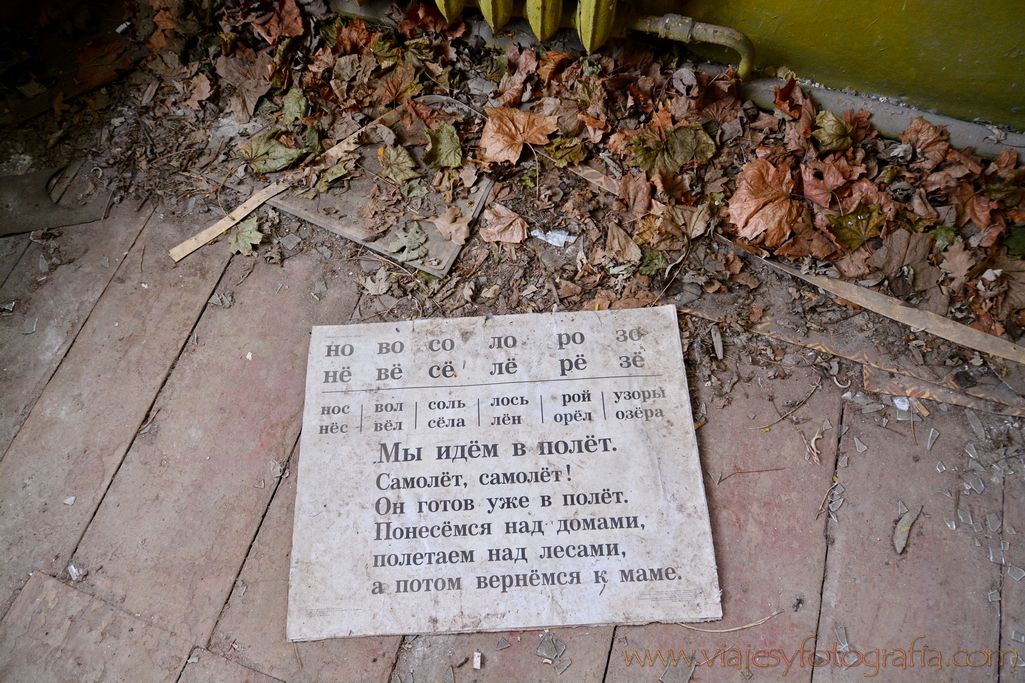 но во со ло ро зо
нё вё сё лё рё зё
нос вол соль лось рой узоры
нёс вёл сёла лён орёл озёра
Мы идём в полёт.
Самолёт, самолёт!
Он готов уже в полёт.
Понесёмся над домами,
полетаем над лесами,
а потом вернёмся к маме.
www.viajesyfotografia.com